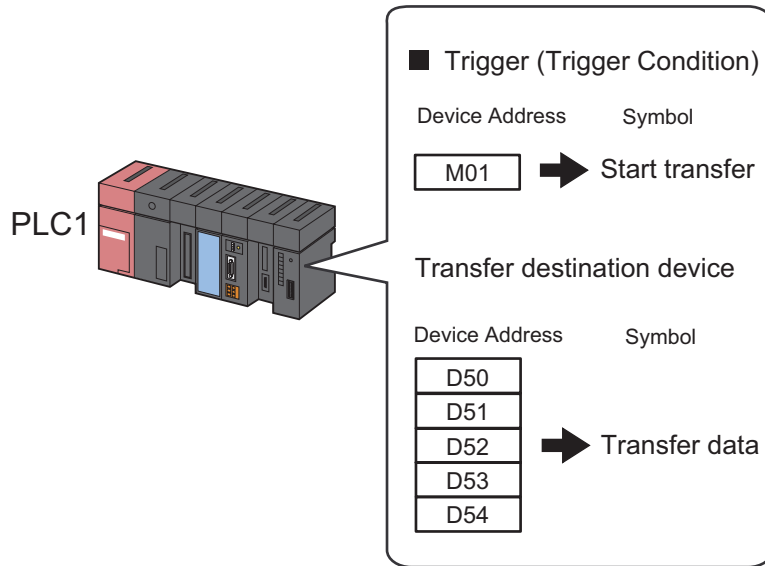 ■ Trigger (Trigger Condition)
Device Address Symbol
M01 Start transfer
PLC1
Transfer destination device
Device Address Symbol
D50
D51
D52 Transfer data
D53
D54